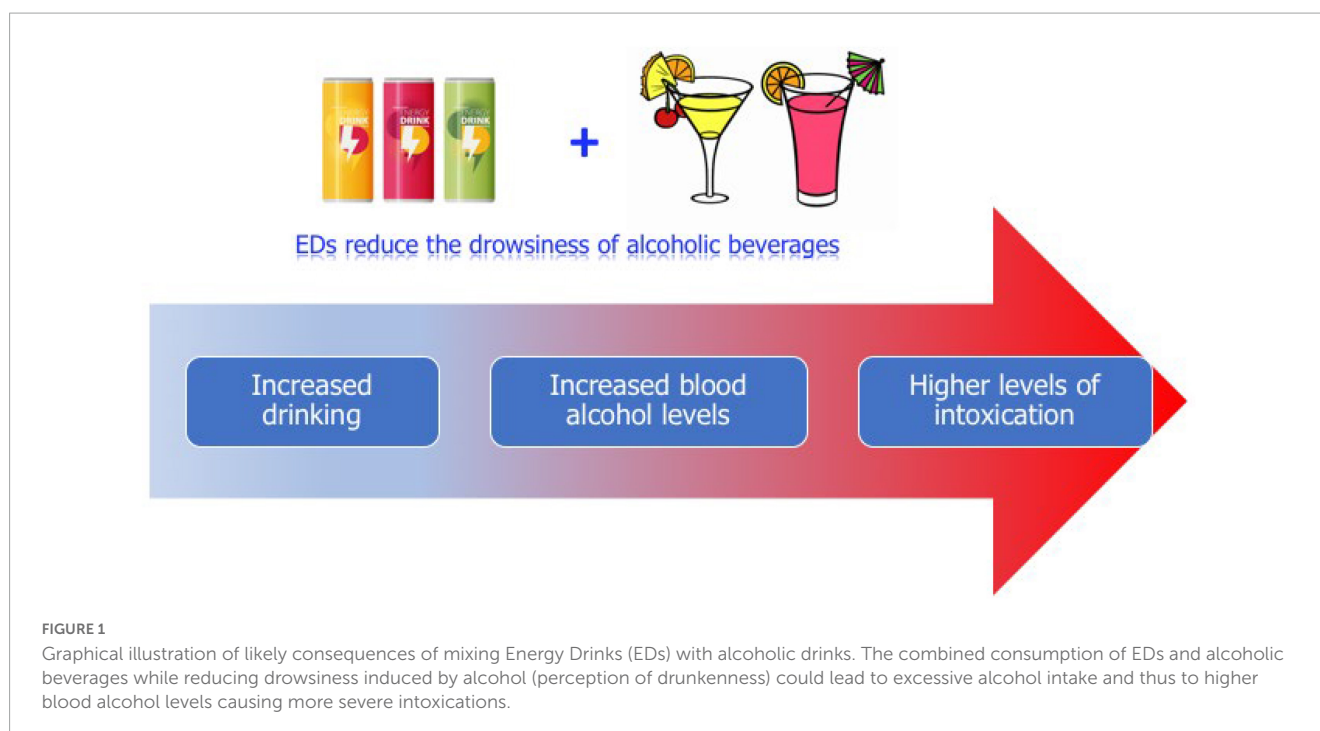 ENERGY
DRINK
ENERGY
DRINK
ENERGY
DRINK
+
EDs reduce the drowsiness of alcoholic beverages
Increased
drinking
Increased blood
alcohol levels
Higher levels of
intoxication
FIGURE 1
Graphical illustration of likely consequences of mixing Energy Drinks (EDs) with alcoholic drinks. The combined consumption of EDs and alcoholic
beverages while reducing drowsiness induced by alcohol (perception of drunkenness) could lead to excessive alcohol intake and thus to higher
blood alcohol levels causing more severe intoxications.